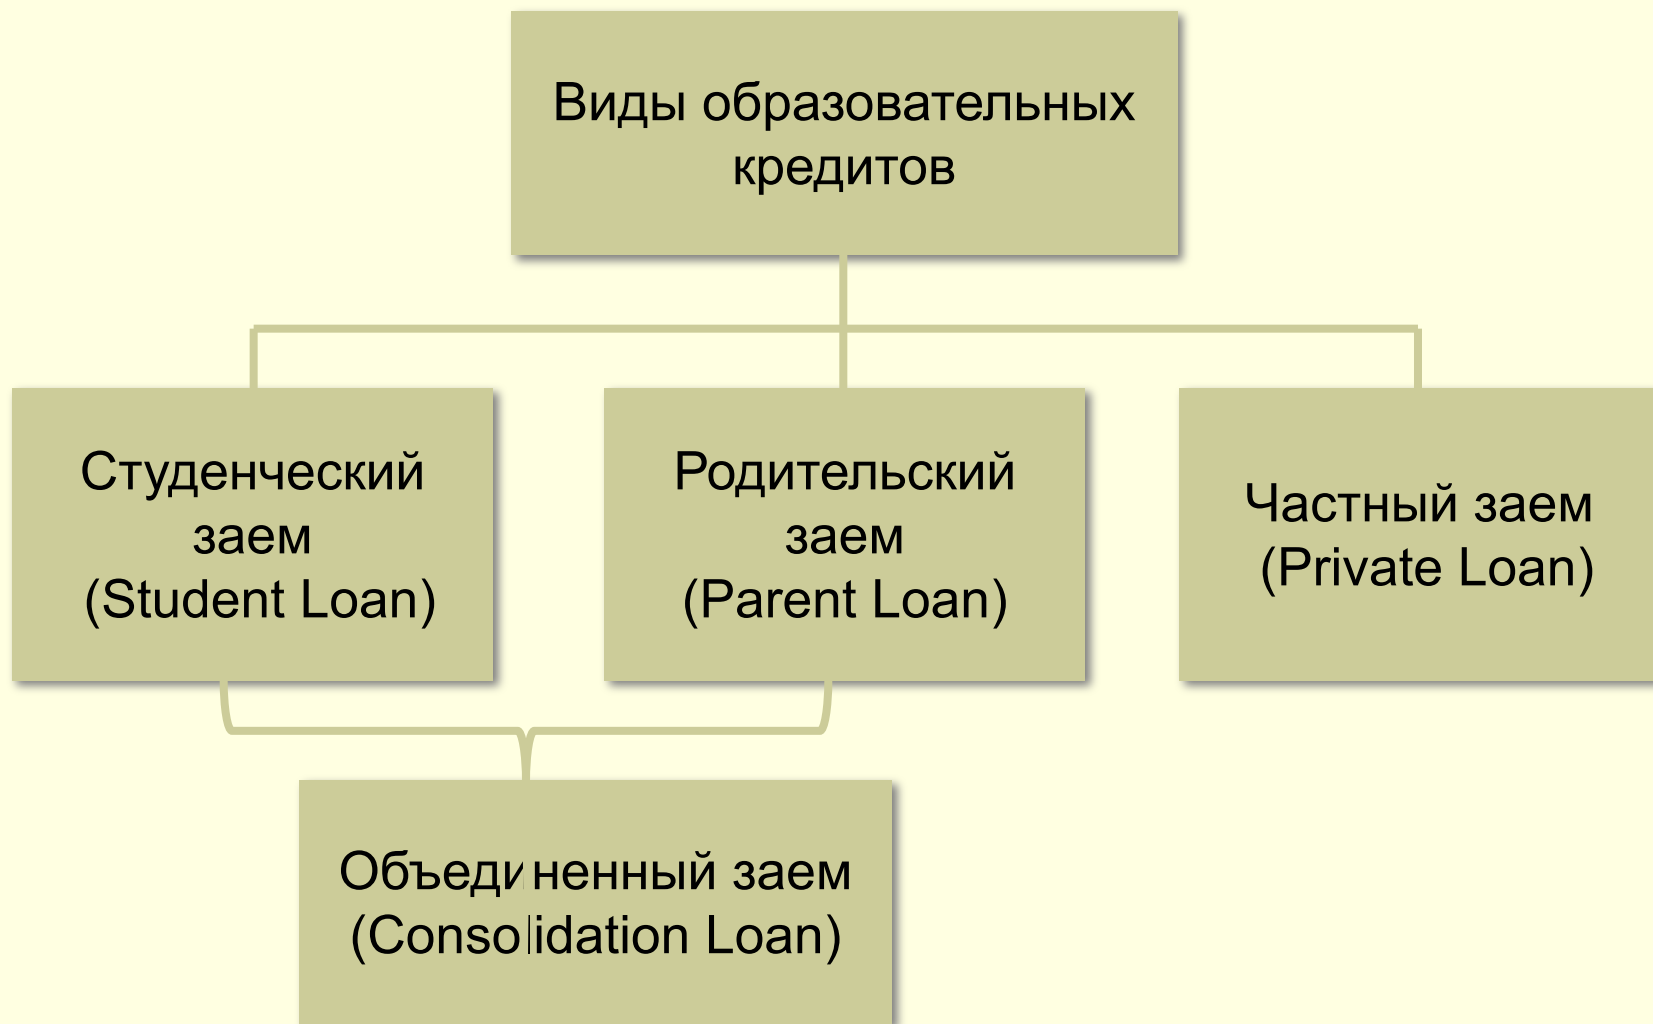 Виды образовательных
кредитов
Студенческий
заем
(Student Loan)
Родительский
заем
(Parent Loan)
Частный заем
(Private Loan)
Объединенный заем
(Consolidation Loan)